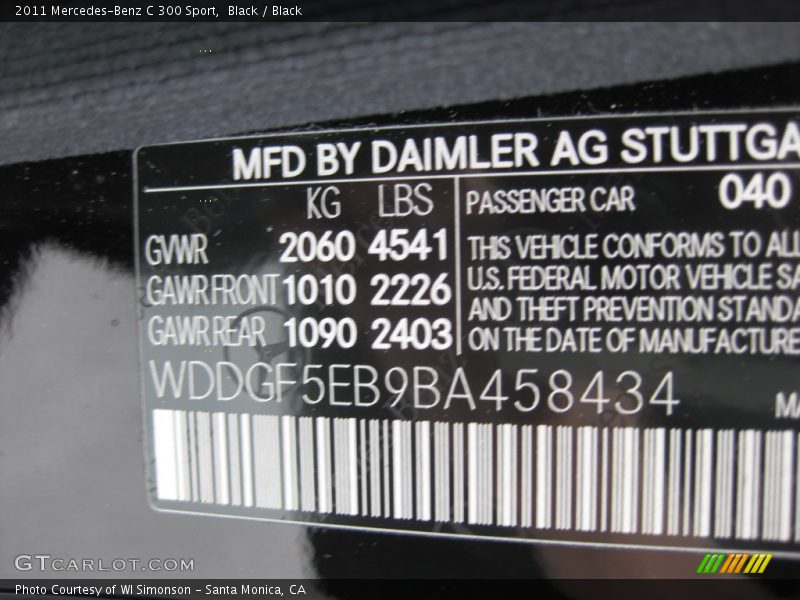 2011 Mercedes-Benz C 300 Sport, Black / Black
MFD BY DAIMLER AG STUTTGA
KG LBS
GVWR 2060 4541
GAWR FRONT 1010 2226
GAWR REAR 1090 2403
PASSENGER CAR 040
THIS VEHICLE CONFORMS TO ALL
U.S. FEDERAL MOTOR VEHICLE SA
AND THEFT PREVENTION STANDA
ON THE DATE OF MANUFACTURE
WDDGF5EB9BA458434
MA
GTCARLOT.COM
Photo Courtesy of WI Simonson - Santa Monica, CA